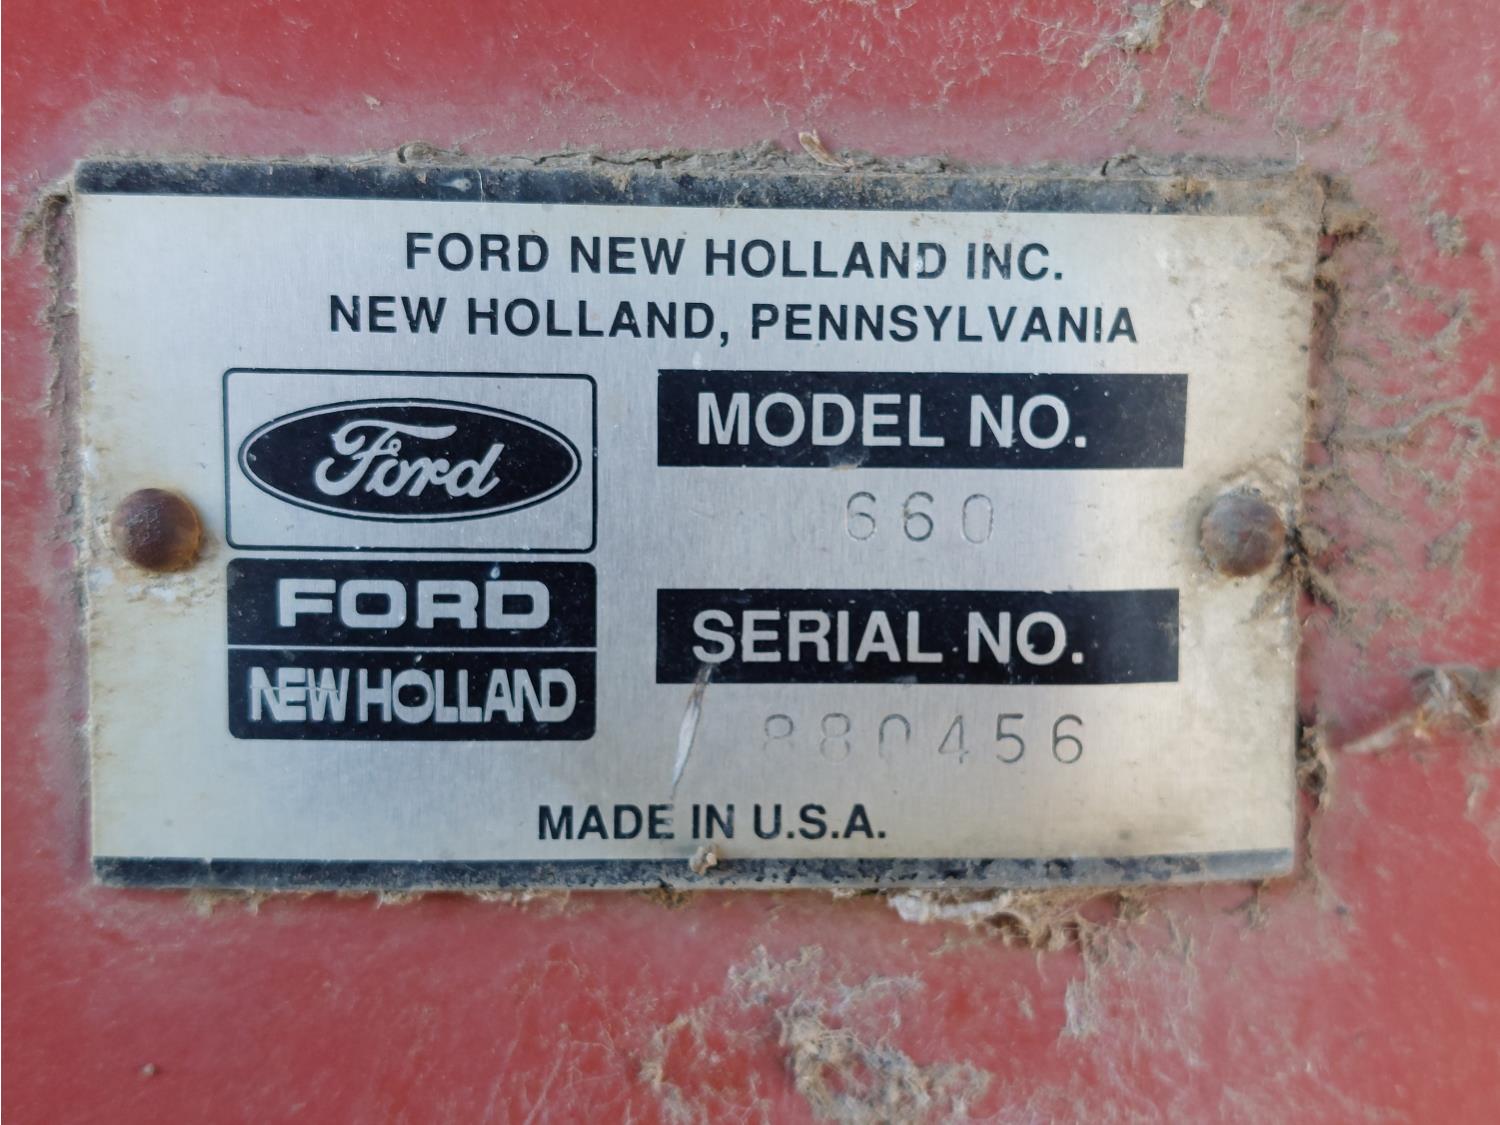 FORD NEW HOLLAND INC.
NEW HOLLAND, PENNSYLVANIA
Ford
FORD
NEW HOLLAND
MODEL NO.
660
SERIAL NO.
880456
MADE IN U.S.A.